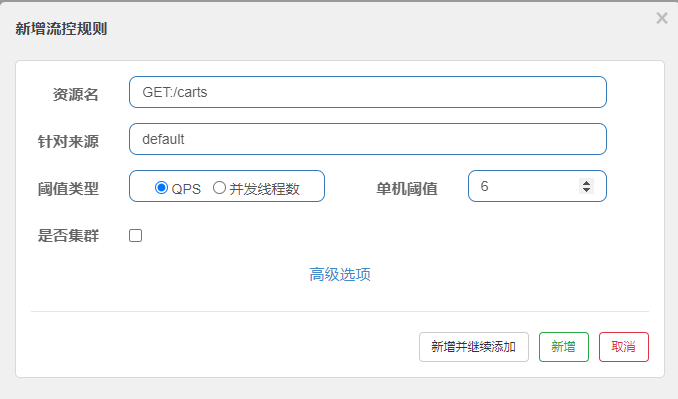 新增流控规则
资源名 GET:/carts
针对来源 default
阈值类型 QPS 并发线程数 单机阈值 6
是否集群
高级选项
新增并继续添加 新增 取消